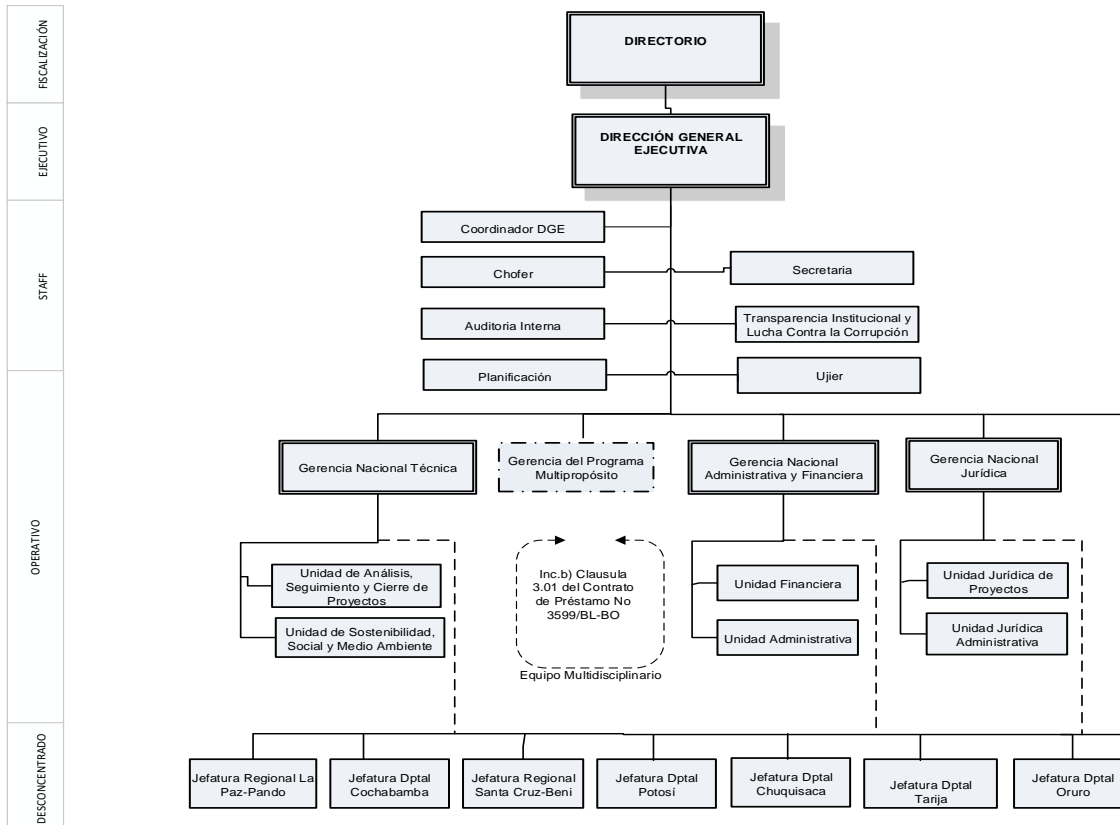 FISCALIZACIÓN
DIRECTORIO
EJECUTIVO
DIRECCIÓN GENERAL
EJECUTIVA
STAFF
Coordinador DGE
Chofer
Secretaria
Auditoria Interna
Transparencia Institucional y
Lucha Contra la Corrupción
Planificación
Ujier
OPERATIVO
Gerencia Nacional Técnica
Gerencia del Programa
Multipropósito
Gerencia Nacional
Administrativa y Financiera
Gerencia Nacional
Jurídica
Unidad de Análisis,
Seguimiento y Cierre de
Proyectos
Unidad de Sostenibilidad,
Social y Medio Ambiente
Inc.b) Clausula
3.01 del Contrato
de Préstamo No
3599/BL-BO
Equipo Multidisciplinario
Unidad Financiera
Unidad Administrativa
Unidad Jurídica de
Proyectos
Unidad Jurídica
Administrativa
DESCONCENTRADO
Jefatura Regional La
Paz-Pando
Jefatura Dptal
Cochabamba
Jefatura Regional
Santa Cruz-Beni
Jefatura Dptal
Potosí
Jefatura Dptal
Chuquisaca
Jefatura Dptal
Tarija
Jefatura Dptal
Oruro